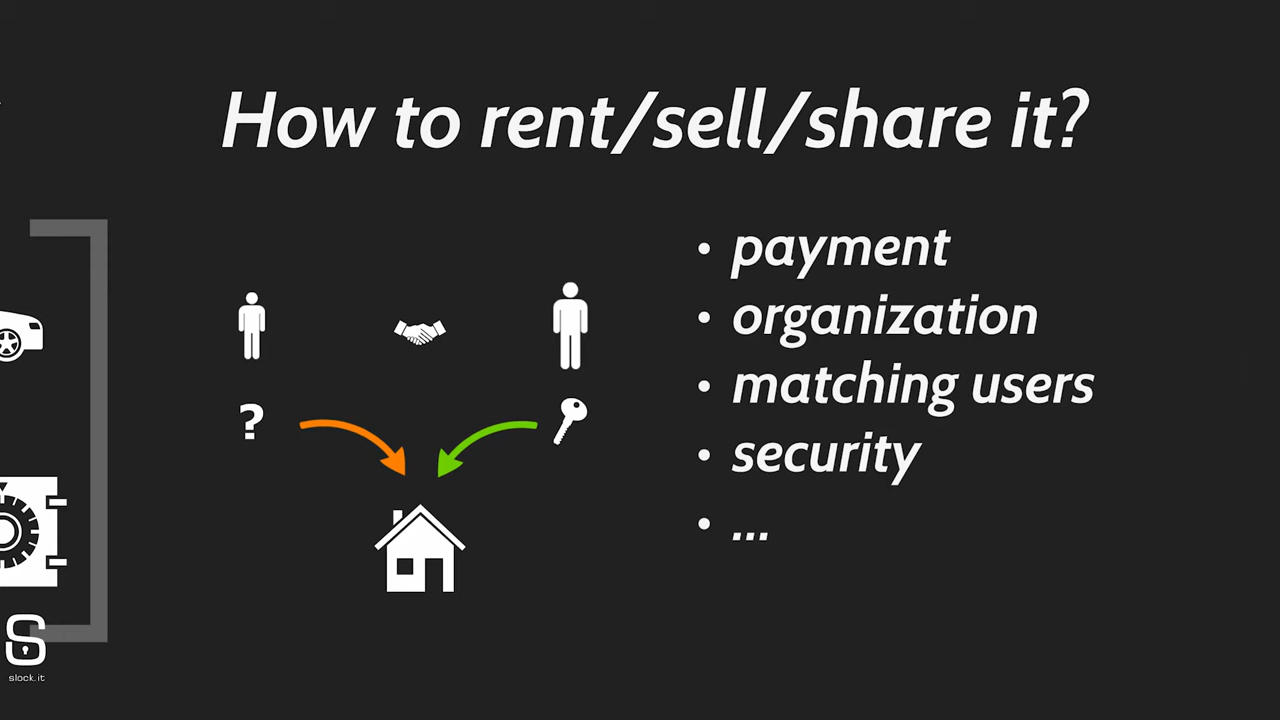 How to rent/sell/share it?
• payment
• organization
• matching users
• security
• ...
?
S
slock.it